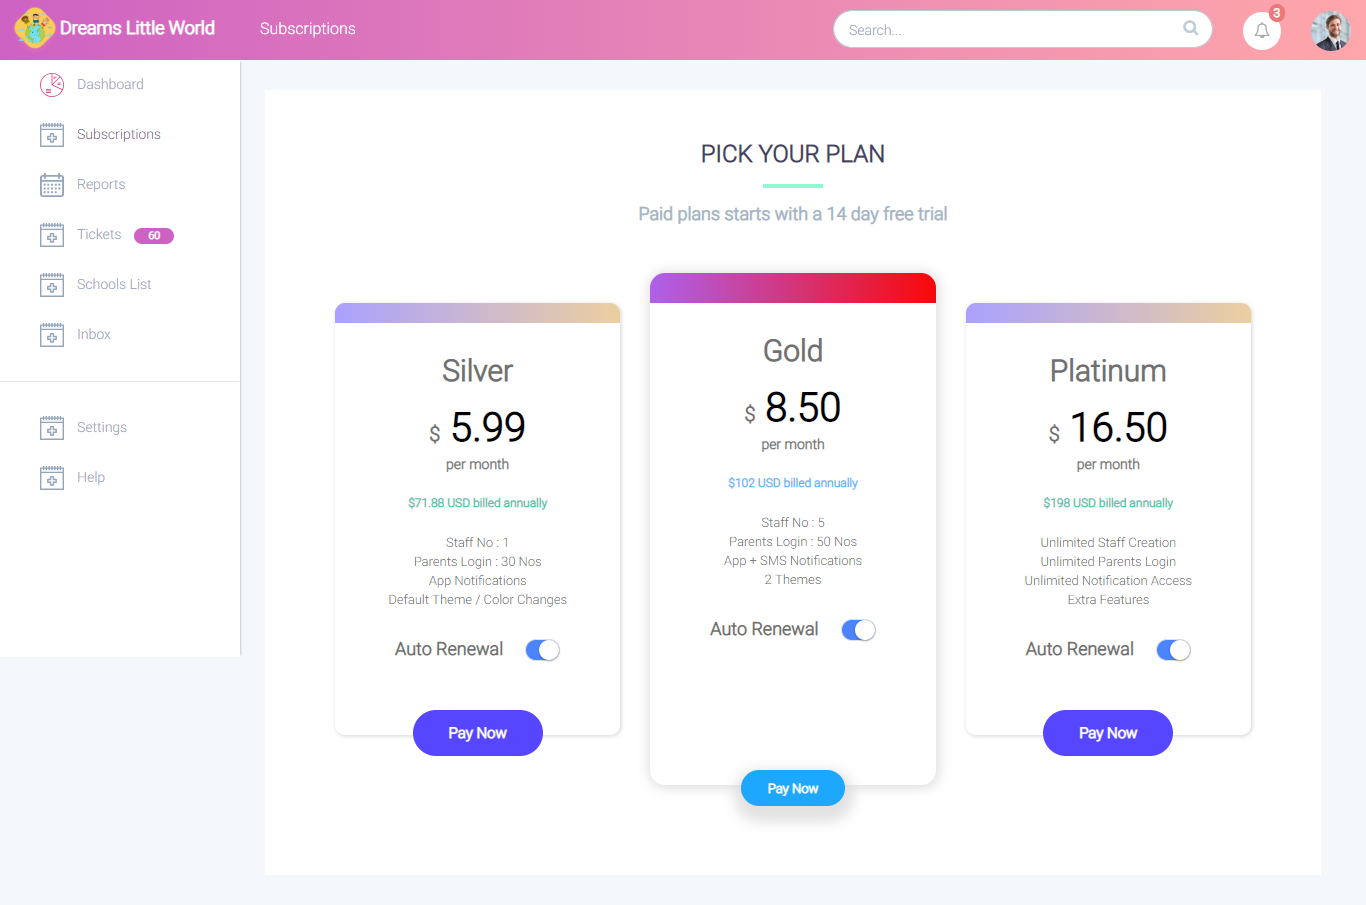 Dreams Little World
Subscriptions
Search...
3
Dashboard
Subscriptions
Reports
Tickets 60
Schools List
Inbox
Settings
Help
PICK YOUR PLAN
Paid plans starts with a 14 day free trial
Silver
$ 5.99
per month
$71.88 USD billed annually
Staff No : 1
Parents Login : 30 Nos
App Notifications
Default Theme / Color Changes
Auto Renewal
Pay Now
Gold
$ 8.50
per month
$102 USD billed annually
Staff No : 5
Parents Login : 50 Nos
App + SMS Notifications
2 Themes
Auto Renewal
Pay Now
Platinum
$ 16.50
per month
$198 USD billed annually
Unlimited Staff Creation
Unlimited Parents Login
Unlimited Notification Access
Extra Features
Auto Renewal
Pay Now